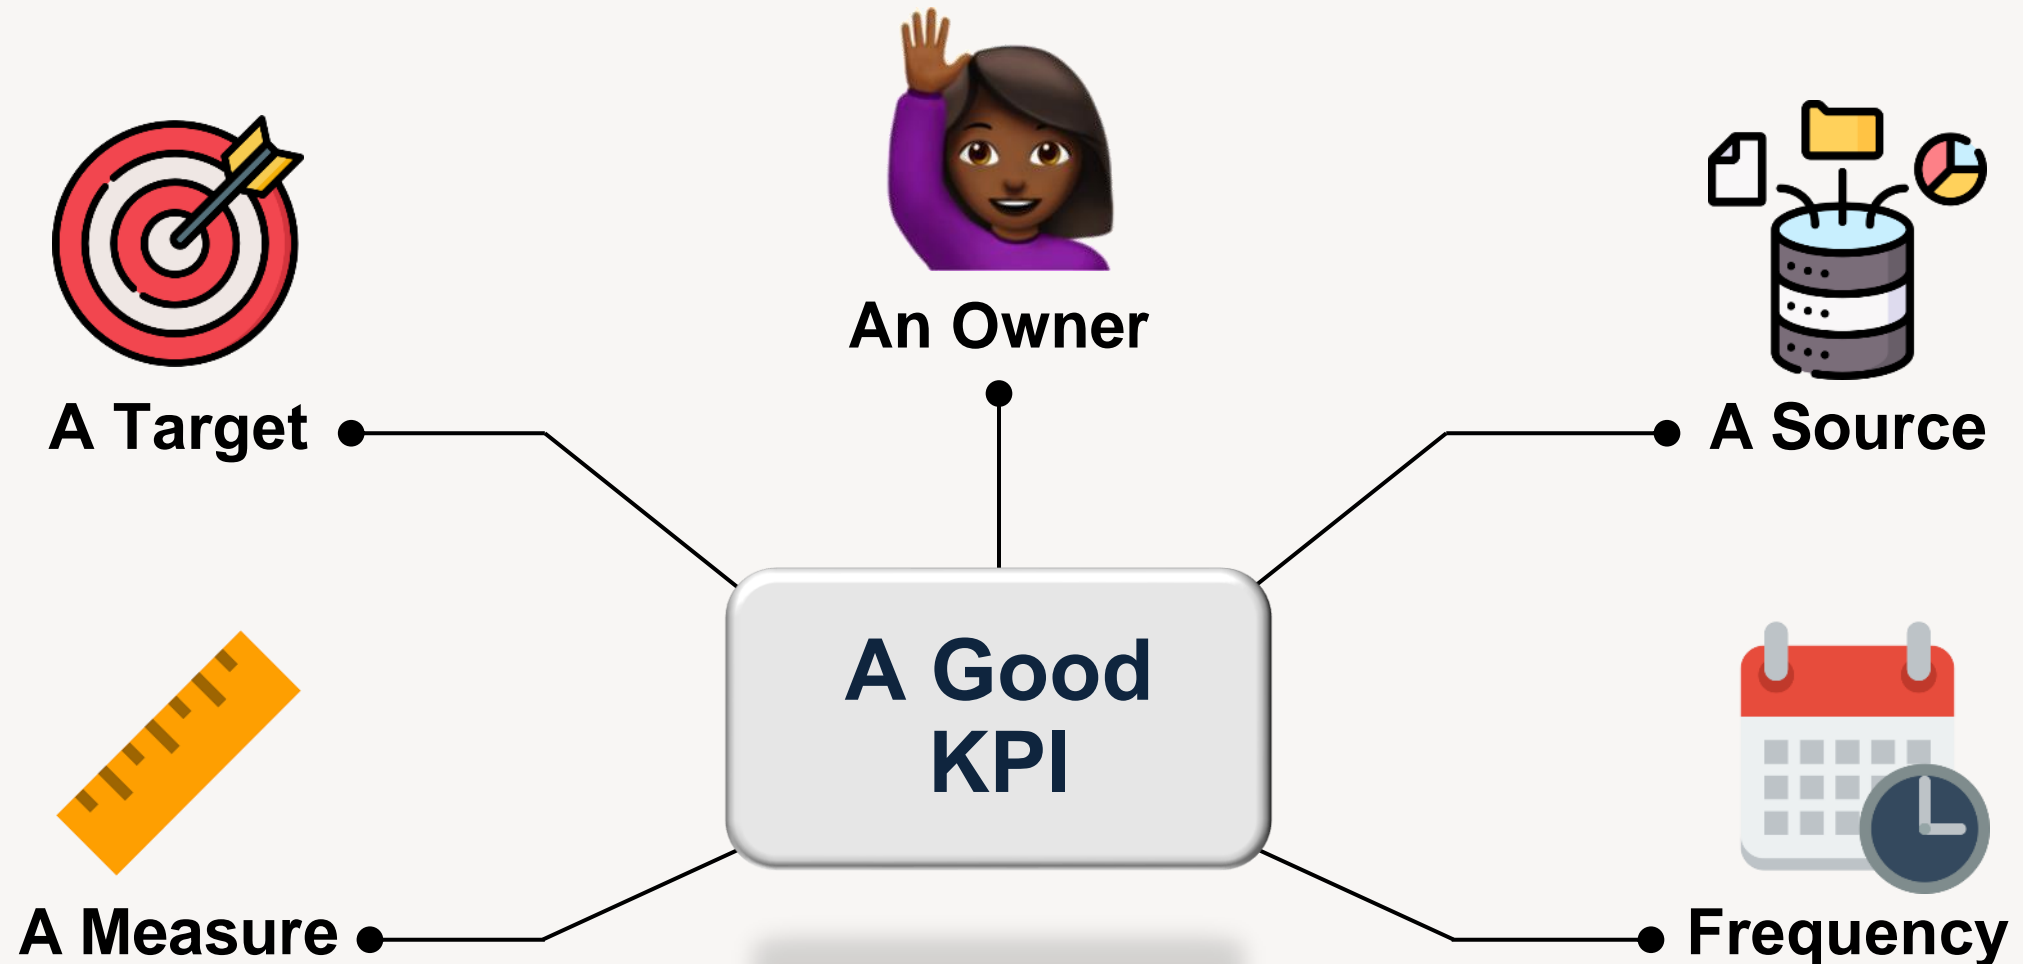 An Owner
A Target
A Source
A Good
KPI
A Measure
Frequency